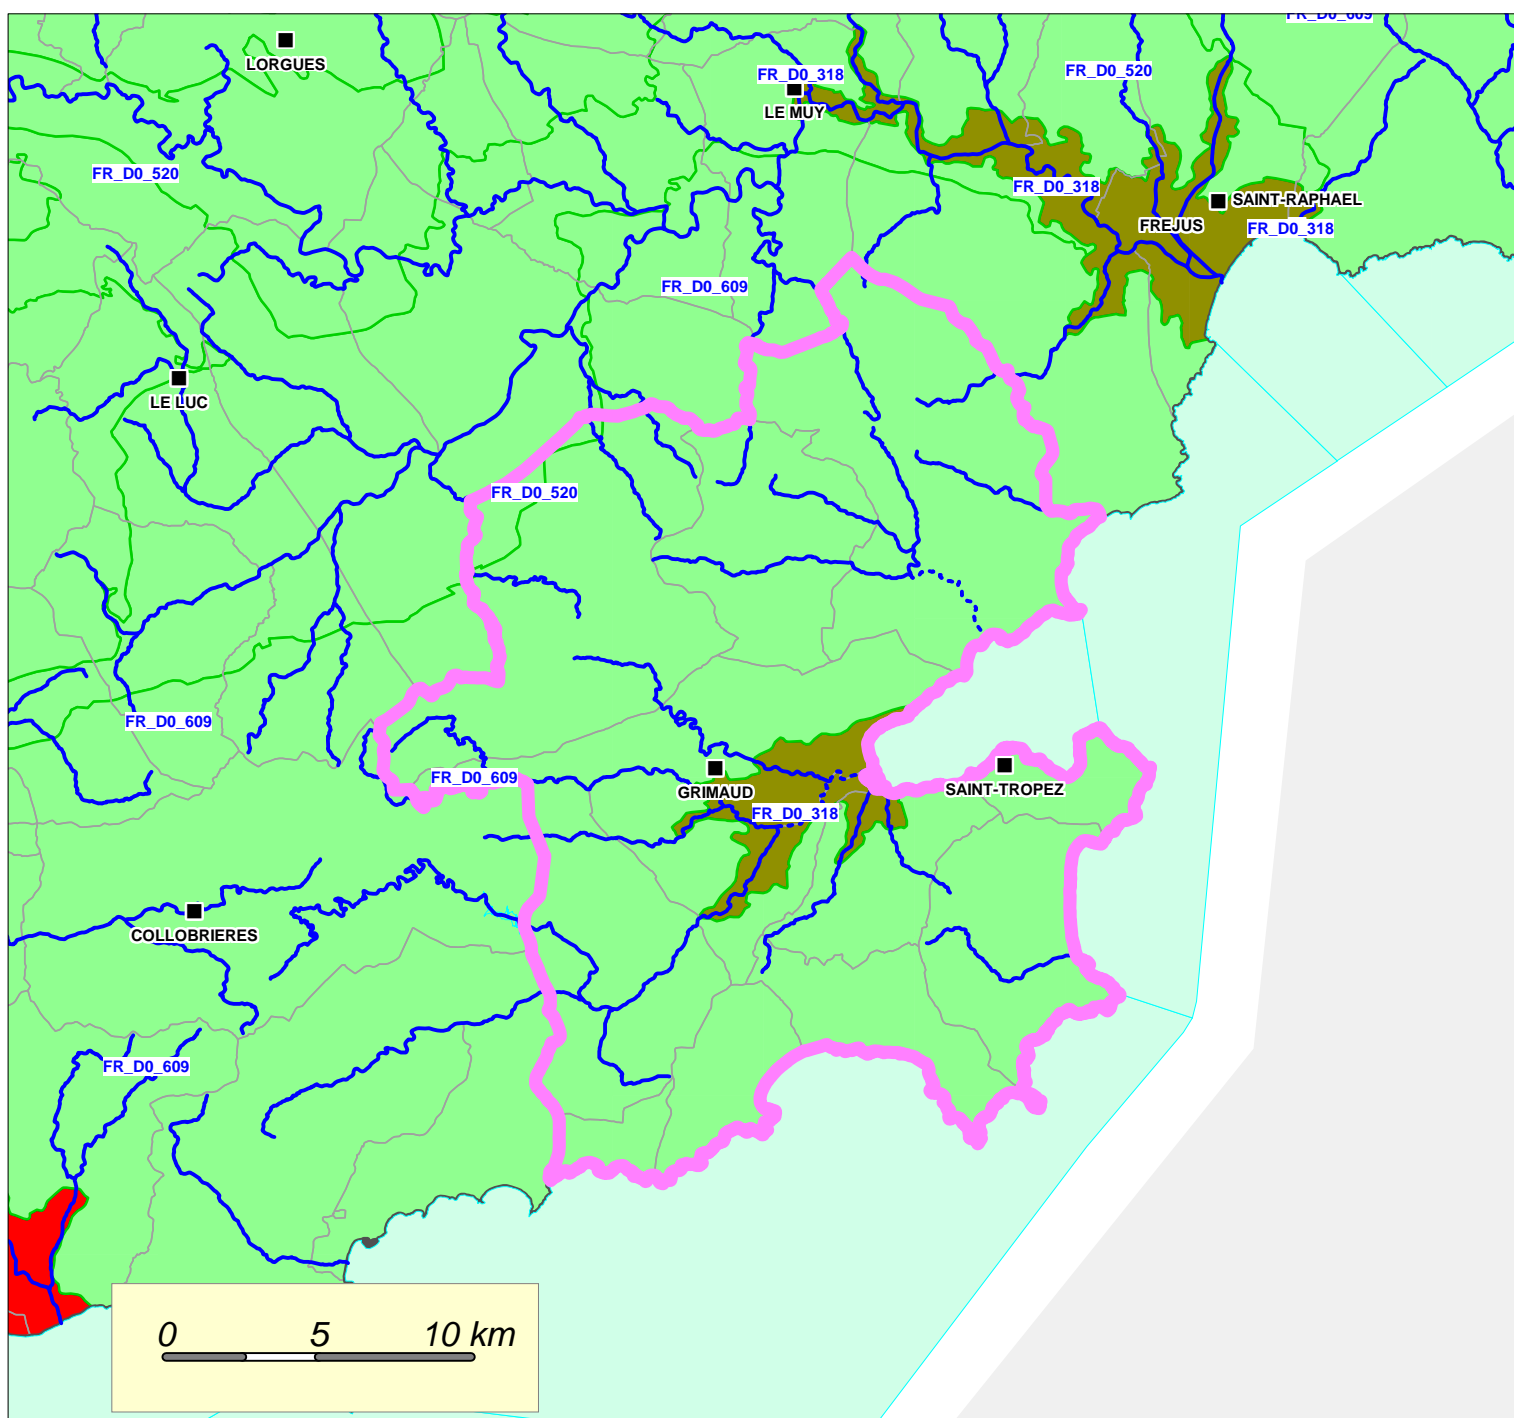 FR_D0_609
LORGUES
FR_D0_318
FR_D0_520
LE MUY
FR_D0_520
FR_D0_318
SAINT-RAPHAEL
FREJUS
FR_D0_318
FR_D0_609
LE LUC
FR_D0_520
FR_D0_609
FR_D0_609
GRIMAUD
SAINT-TROPEZ
FR_D0_318
COLLOBRIERES
FR_D0_609
0 5 10 km